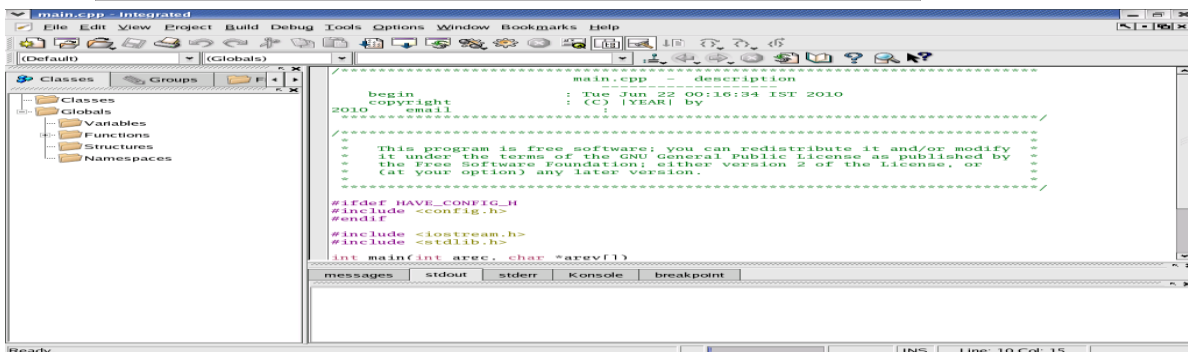 main.cpp - Integrated
File Edit View Project Build Debug Tools Options Window Bookmarks Help
(Default) (Globals)
Classes Groups F
Classes
Globals
Variables
Functions
Structures
Namespaces
/***********************************************************************
main.cpp - description
-------------------
begin : Tue Jun 22 00:16:34 IST 2010
copyright : (C) |YEAR| by
2010 email :
***********************************************************************/
/***********************************************************************
* *
* This program is free software; you can redistribute it and/or modify *
* it under the terms of the GNU General Public License as published by *
* the Free Software Foundation; either version 2 of the License, or *
* (at your option) any later version. *
* *
***********************************************************************/
#ifdef HAVE_CONFIG_H
#include <config.h>
#endif
#include <iostream.h>
#include <stdlib.h>
int main(int argc, char *argv[])
messages stdout stderr Konsole breakpoint
Ready INS Line: 10 Col: 15